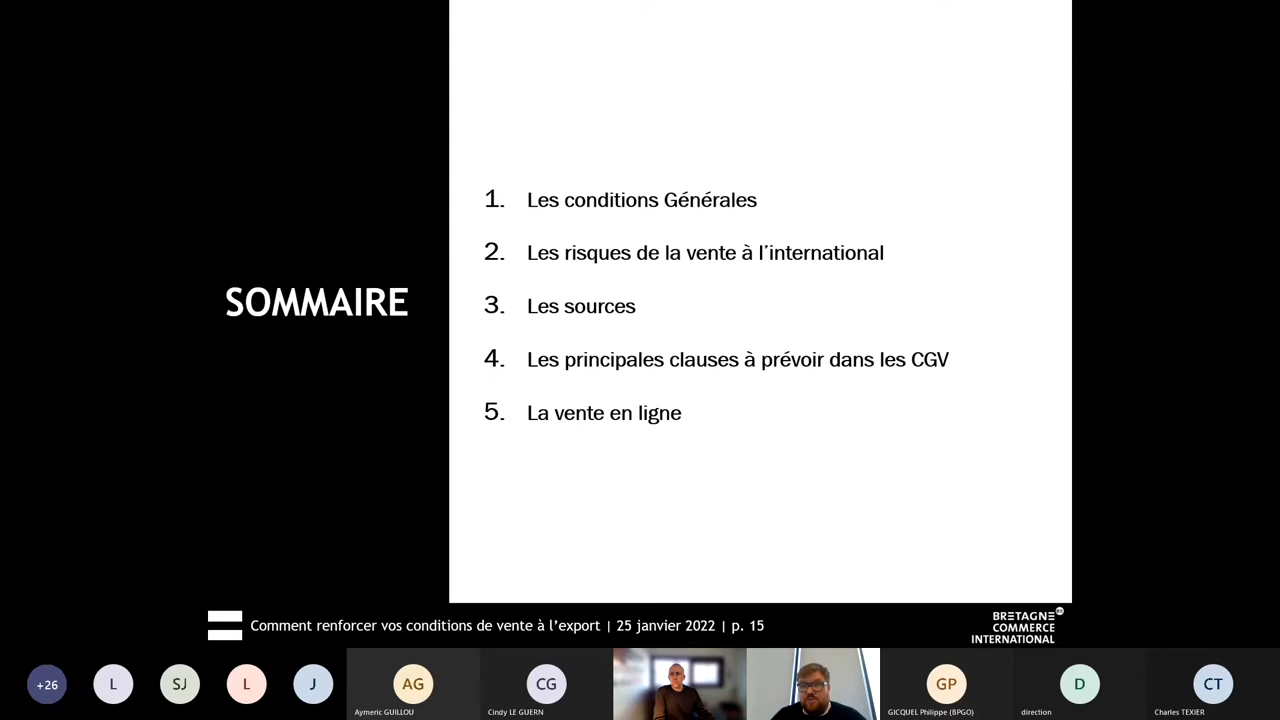 SOMMAIRE
1. Les conditions Générales
2. Les risques de la vente à l'international
3. Les sources
4. Les principales clauses à prévoir dans les CGV
5. La vente en ligne
Comment renforcer vos conditions de vente à l'export | 25 janvier 2022 | p. 15
BRETAGNE
COMMERCE
INTERNATIONAL
+26
L
SJ
L
J
AG
CG
GP
D
CT
Aymeric GUILLOU
Cindy LE GUERN
GICQUEL Philippe (BPGO)
direction
Charles TEXIER